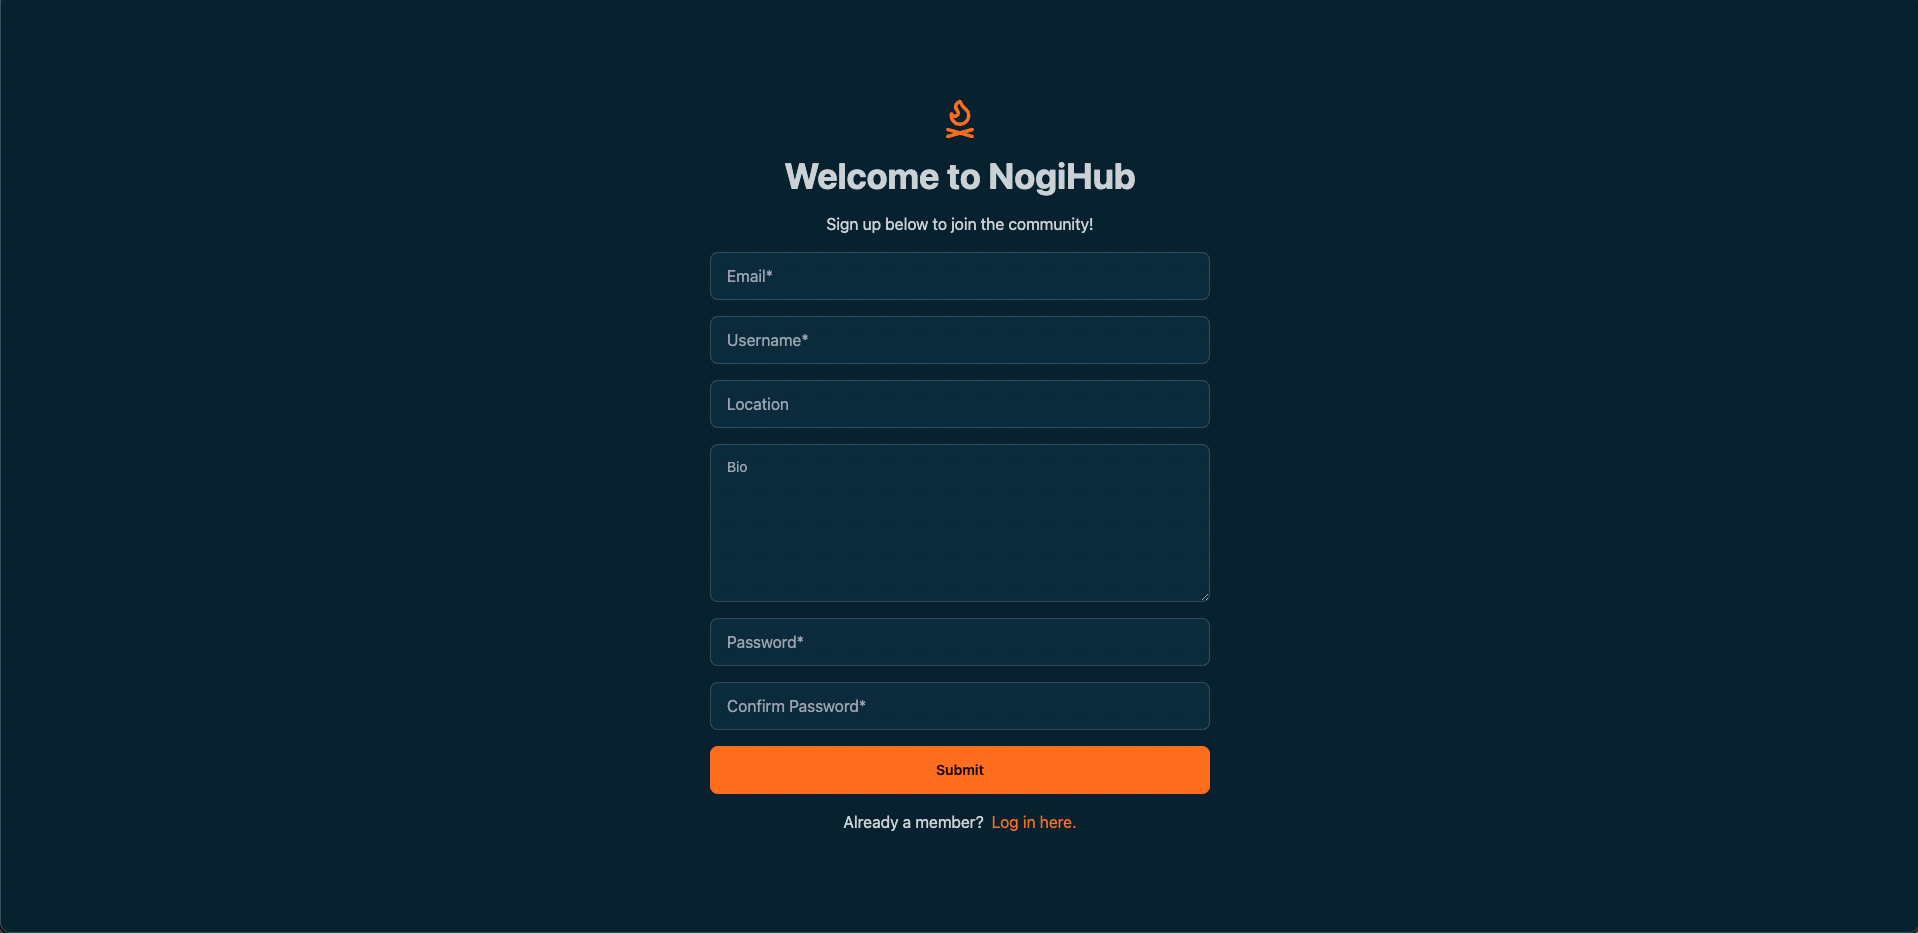 Welcome to NogiHub
Sign up below to join the community!
Email*
Username*
Location
Bio
Password*
Confirm Password*
Submit
Already a member? Log in here.